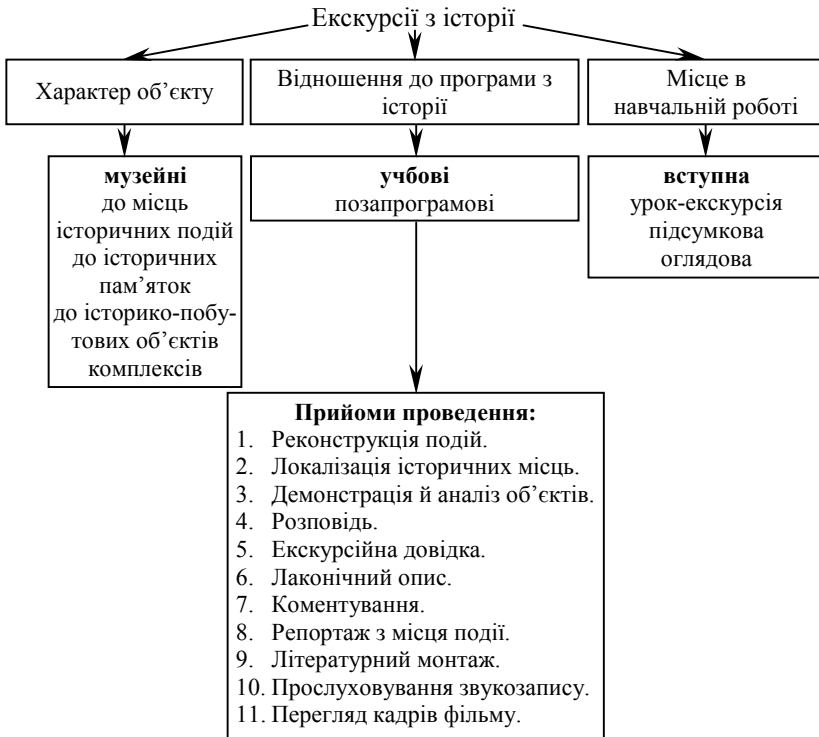 Екскурсії з історії
Характер об’єкту
Відношення до програми з
історії
Місце в
навчальній роботі
музейні
до місць
історичних подій
до історичних
пам’яток
до історико-побу-
тових об’єктів
комплексів
учбові
позапрограмові
вступна
урок-екскурсія
підсумкова
оглядова
Прийоми проведення:
1. Реконструкція подій.
2. Локалізація історичних місць.
3. Демонстрація й аналіз об’єктів.
4. Розповідь.
5. Екскурсійна довідка.
6. Лаконічний опис.
7. Коментування.
8. Репортаж з місця події.
9. Літературний монтаж.
10. Прослуховування звукозапису.
11. Перегляд кадрів фільму.